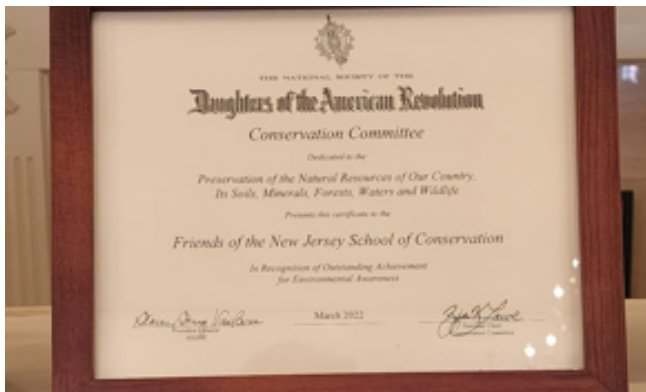 THE NATIONAL SOCIETY OF THE
Daughters of the American Revolution
Conservation Committee
Dedicated to the
Preservation of the Natural Resources of Our Country,
Its Soils, Minerals, Forests, Waters and Wildlife
Presents this certificate to the
Friends of the New Jersey School of Conservation
In Recognition of Outstanding Achievement
for Environmental Awareness
March 2022